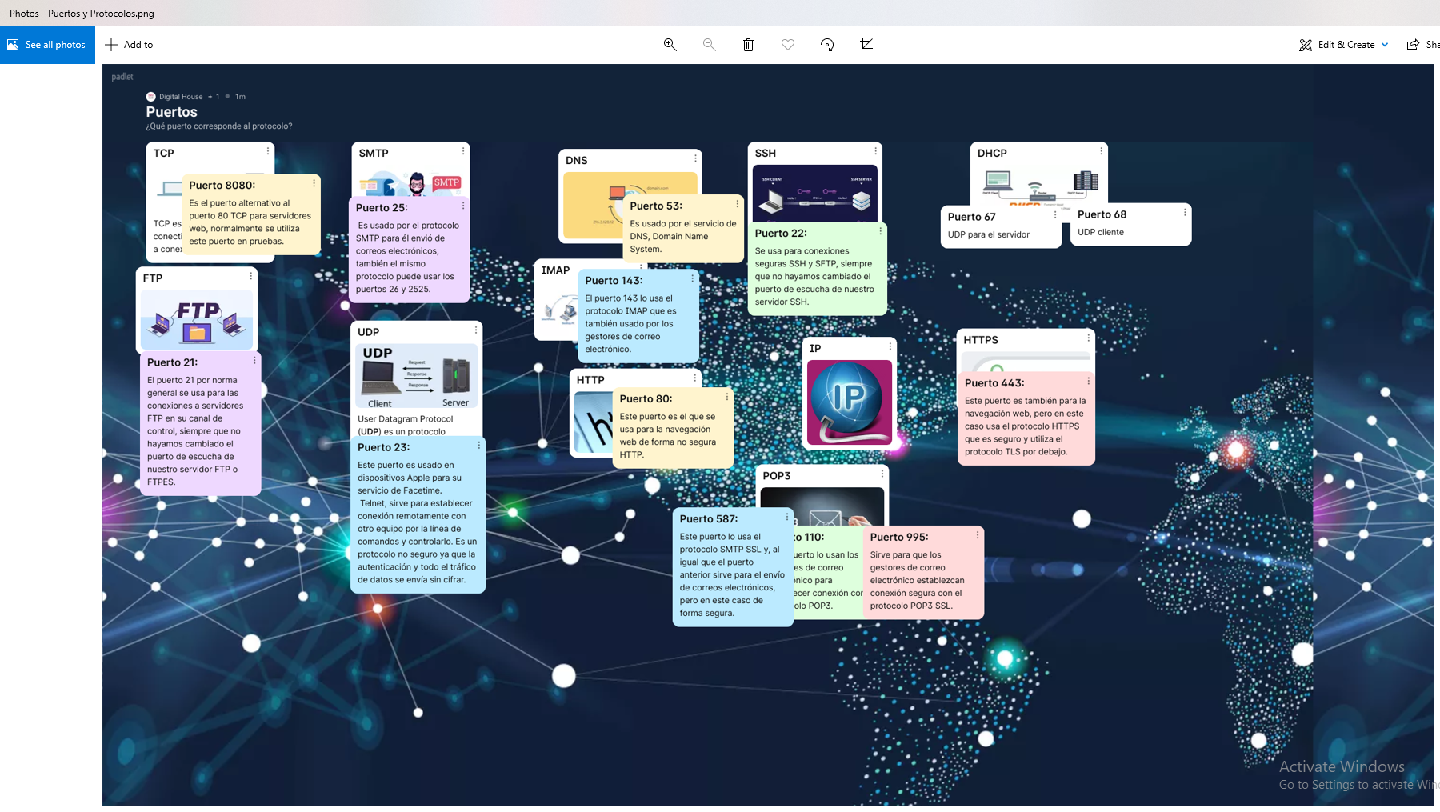 Photos - Puertos y Protocolos.png
See all photos
Add to
Edit & Create
padlet
Digital House + 1 1m
Puertos
¿Qué puerto corresponde al protocolo?
TCP
TCP es
conecti
a cone
Puerto 8080:
Es el puerto alternativo al
puerto 80 TCP para servidores
web, normalmente se utiliza
este puerto en pruebas.
FTP
FTP
Puerto 21:
El puerto 21 por norma
general se usa para las
conexiones a servidores
FTP en su canal de
control, siempre que no
hayamos cambiado el
puerto de escucha de
nuestro servidor FTP o
FTPES.
SMTP
SMTP
Puerto 25:
Es usado por el protocolo
SMTP para él envió de
correos electrónicos,
también el mismo
protocolo puede usar los
puertos 26 y 2525.
UDP
UDP
Request
Response
Response
Client
Server
User Datagram Protocol
(UDP) es un protocolo
Puerto 23:
Este puerto es usado en
dispositivos Apple para su
servicio de Facetime.
Telnet, sirve para establecer
conexión remotamente con
otro equipo por la línea de
comandos y controlarlo. Es un
protocolo no seguro ya que la
autenticación y todo el tráfico
de datos se envía sin cifrar.
DNS
Puerto 53:
Es usado por el servicio de
DNS, Domain Name
System.
IMAP
Puerto 143:
El puerto 143 lo usa el
protocolo IMAP que es
también usado por los
gestores de correo
electrónico.
HTTP
Puerto 80:
Este puerto es el que se
usa para la navegación
web de forma no segura
HTTP.
SSH
Puerto 22:
Se usa para conexiones
seguras SSH y SFTP, siempre
que no hayamos cambiado el
puerto de escucha de nuestro
servidor SSH.
IP
IP
POP3
Puerto 587:
Este puerto lo usa el
protocolo SMTP SSL y, al
igual que el puerto
anterior sirve para el envío
de correos electrónicos,
pero en este caso de
forma segura.
to 110:
uerto lo usan los
es de correo
ónico para
ecer conexión con
olo POP3.
Puerto 995:
Sirve para que los
gestores de correo
electrónico establezcan
conexión segura con el
protocolo POP3 SSL.
DHCP
Puerto 67
UDP para el servidor
Puerto 68
UDP cliente
HTTPS
Puerto 443:
Este puerto es también para la
navegación web, pero en este
caso usa el protocolo HTTPS
que es seguro y utiliza el
protocolo TLS por debajo.
Activate Windows
Go to Settings to activate Win